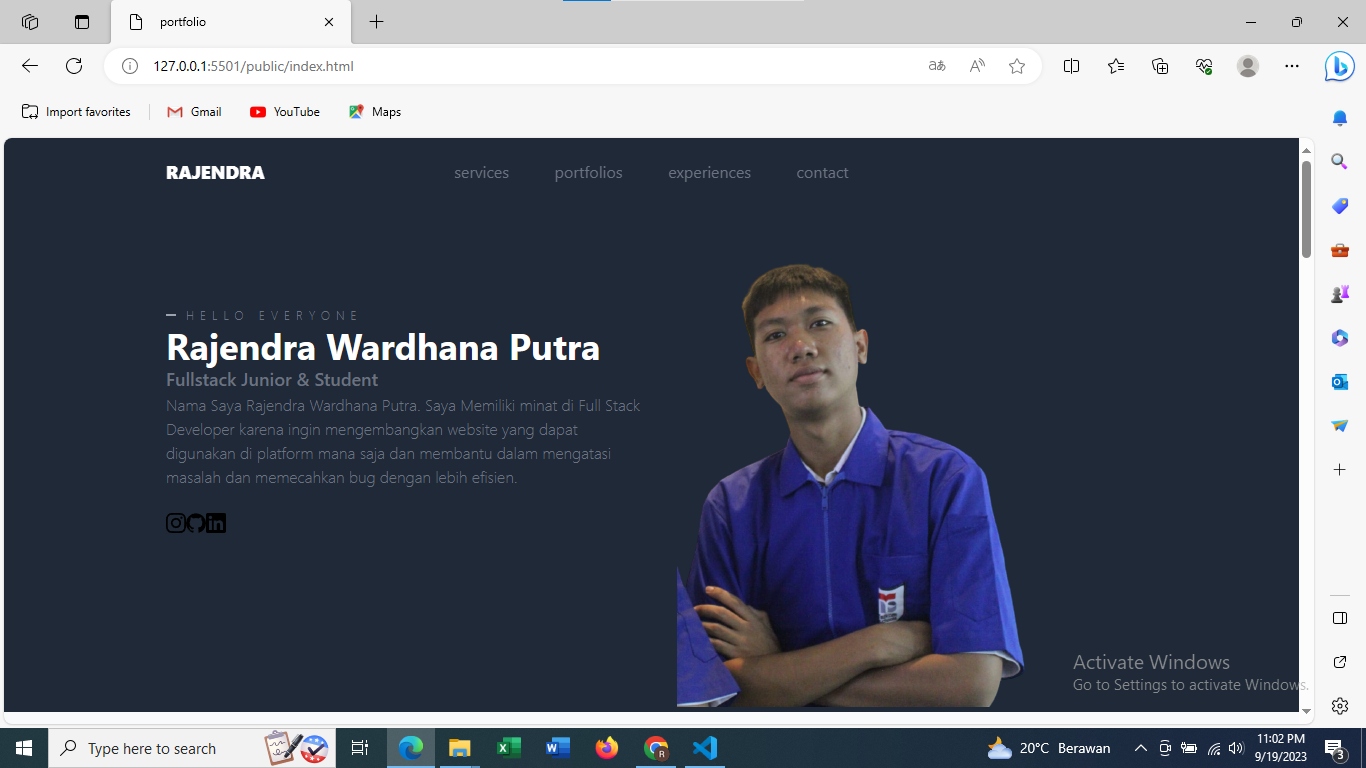 portfolio
127.0.0.1:5501/public/index.html
Import favorites
Gmail
YouTube
Maps
RAJENDRA
services
portfolios
experiences
contact
HELLO EVERYONE
Rajendra Wardhana Putra
Fullstack Junior & Student
Nama Saya Rajendra Wardhana Putra. Saya Memiliki minat di Full Stack
Developer karena ingin mengembangkan website yang dapat
digunakan di platform mana saja dan membantu dalam mengatasi
masalah dan memecahkan bug dengan lebih efisien.
Activate Windows
Go to Settings to activate Windows.
Type here to search
20°C Berawan
11:02 PM
9/19/2023
3